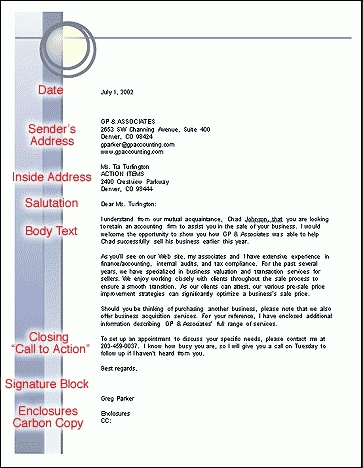 Date
July 1, 2002
Sender's
Address
GP & ASSOCIATES
2653 SW Channing Avenue, Suite 400
Denver, CO 80424
gparker@gpaccounting.com
www.gpaccounting.com
Inside Address
Ms. Tia Turlington
ACTION ITEMS
2400 Crestview Parkway
Denver, CO 98444
Salutation
Dear Ms. Turlington:
Body Text
I understand from our mutual acquaintance, Chad Johnson, that you are looking
to retain an accounting firm to assist you in the sale of your business. I would
welcome the opportunity to show you how GP & Associates was able to help
Chad successfully sell his business earlier this year.
As you'll see on our Web site, my associates and I have extensive experience in
finance/accounting, internal audits, and tax compliance. For the past several
years, we have specialized in business valuation and transaction services for
sellers. We enjoy working closely with clients throughout the sale process to
ensure a smooth transition. As our clients can attest, our various pre-sale price
improvement strategies can significantly optimize a business's sale price.
Should you be thinking of purchasing another business, please note that we also
offer business acquisition services. For your reference, I have enclosed additional
information describing GP & Associates' full range of services.
Closing
"Call to Action"
To set up an appointment to discuss your specific needs, please contact me at
203-459-0037. I know how busy you are, so I will give you a call on Tuesday to
follow up if I haven't heard from you.
Best regards,
Signature Block
Greg Parker
Enclosures
Carbon Copy
Enclosures
CC: